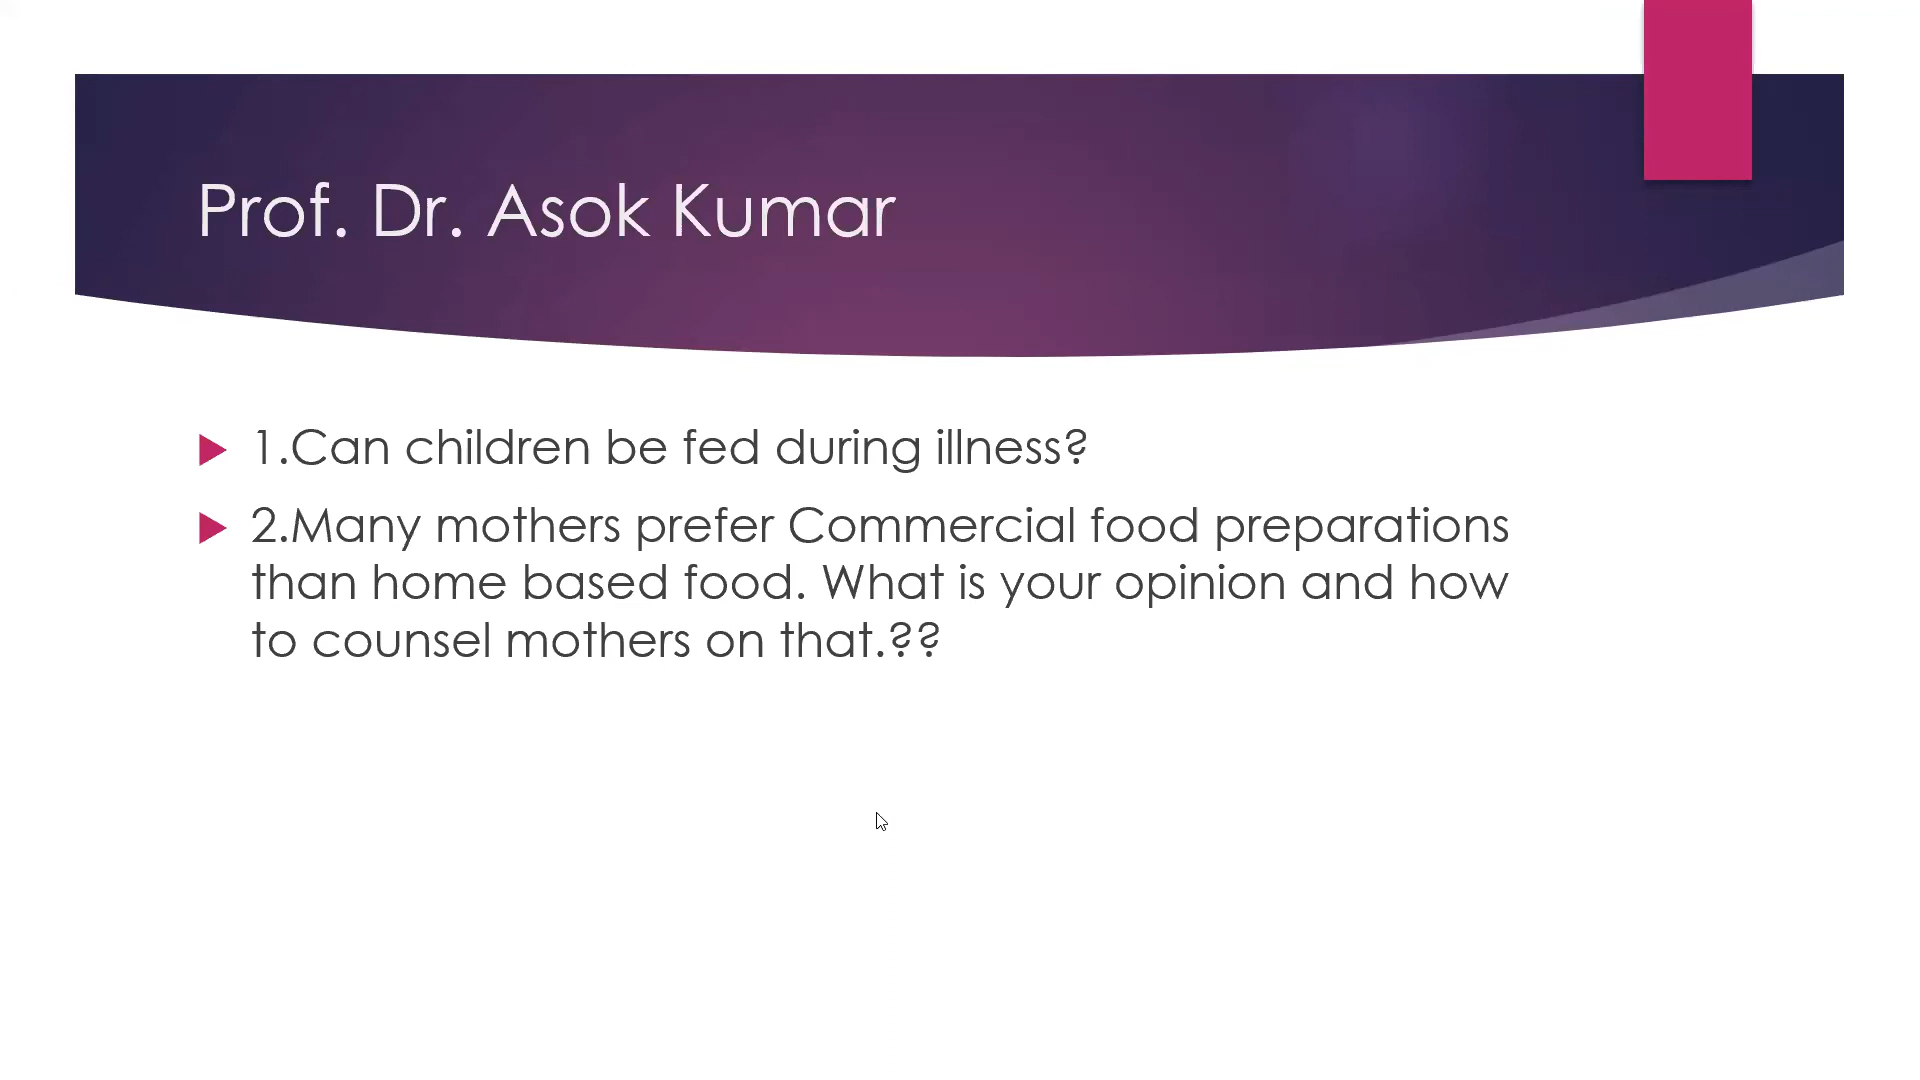 Prof. Dr. Asok Kumar
1.Can children be fed during illness?
2.Many mothers prefer Commercial food preparations
than home based food. What is your opinion and how
to counsel mothers on that.??